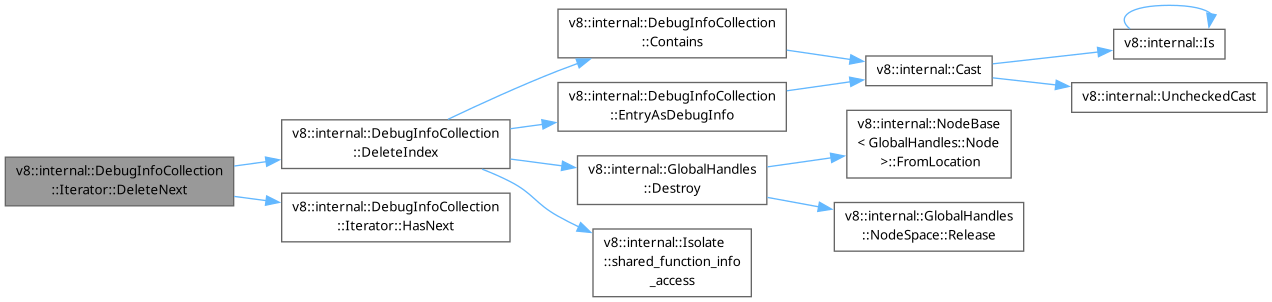 v8::internal::DebugInfoCollection
::Iterator::DeleteNext
v8::internal::DebugInfoCollection
::DeleteIndex
v8::internal::DebugInfoCollection
::Iterator::HasNext
v8::internal::DebugInfoCollection
::Contains
v8::internal::DebugInfoCollection
::EntryAsDebugInfo
v8::internal::GlobalHandles
::Destroy
v8::internal::Isolate
::shared_function_info
_access
v8::internal::Cast
v8::internal::NodeBase
< GlobalHandles::Node
>::FromLocation
v8::internal::GlobalHandles
::NodeSpace::Release
v8::internal::Is
v8::internal::UncheckedCast